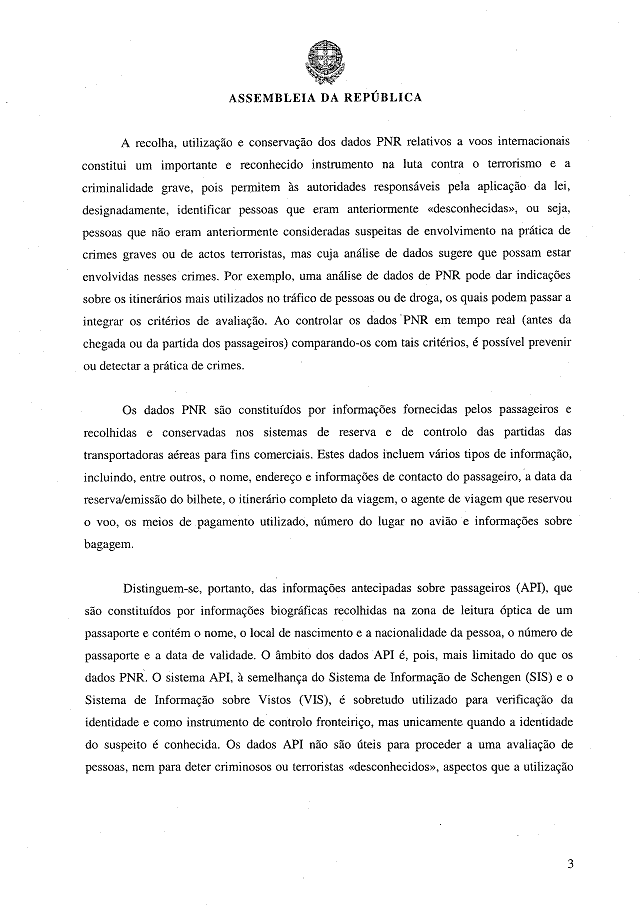 ASSEMBLEIA DA REPÚBLICA
A recolha, utilização e conservação dos dados PNR relativos a voos internacionais
constitui um importante e reconhecido instrumento na luta contra o terrorismo e a
criminalidade grave, pois permitem às autoridades responsáveis pela aplicação da lei,
designadamente, identificar pessoas que eram anteriormente «desconhecidas», ou seja,
pessoas que não eram anteriormente consideradas suspeitas de envolvimento na prática de
crimes graves ou de actos terroristas, mas cuja análise de dados sugere que possam estar
envolvidas nesses crimes. Por exemplo, uma análise de dados de PNR pode dar indicações
sobre os itinerários mais utilizados no tráfico de pessoas ou de droga, os quais podem passar a
integrar os critérios de avaliação. Ao controlar os dados PNR em tempo real (antes da
chegada ou da partida dos passageiros) comparando-os com tais critérios, é possível prevenir
ou detectar a prática de crimes.
Os dados PNR são constituídos por informações fornecidas pelos passageiros e
recolhidas e conservadas nos sistemas de reserva e de controlo das partidas das
transportadoras aéreas para fins comerciais. Estes dados incluem vários tipos de informação,
incluindo, entre outros, o nome, endereço e informações de contacto do passageiro, a data da
reserva/emissão do bilhete, o itinerário completo da viagem, o agente de viagem que reservou
o voo, os meios de pagamento utilizado, número do lugar no avião e informações sobre
bagagem.
Distinguem-se, portanto, das informações antecipadas sobre passageiros (API), que
são constituídos por informações biográficas recolhidas na zona de leitura óptica de um
passaporte e contém o nome, o local de nascimento e a nacionalidade da pessoa, o número de
passaporte e a data de validade. O âmbito dos dados API é, pois, mais limitado do que os
dados PNR. O sistema API, à semelhança do Sistema de Informação de Schengen (SIS) e o
Sistema de Informação sobre Vistos (VIS), é sobretudo utilizado para verificação da
identidade e como instrumento de controlo fronteiriço, mas unicamente quando a identidade
do suspeito é conhecida. Os dados API não são úteis para proceder a uma avaliação de
pessoas, nem para deter criminosos ou terroristas «desconhecidos», aspectos que a utilização
3